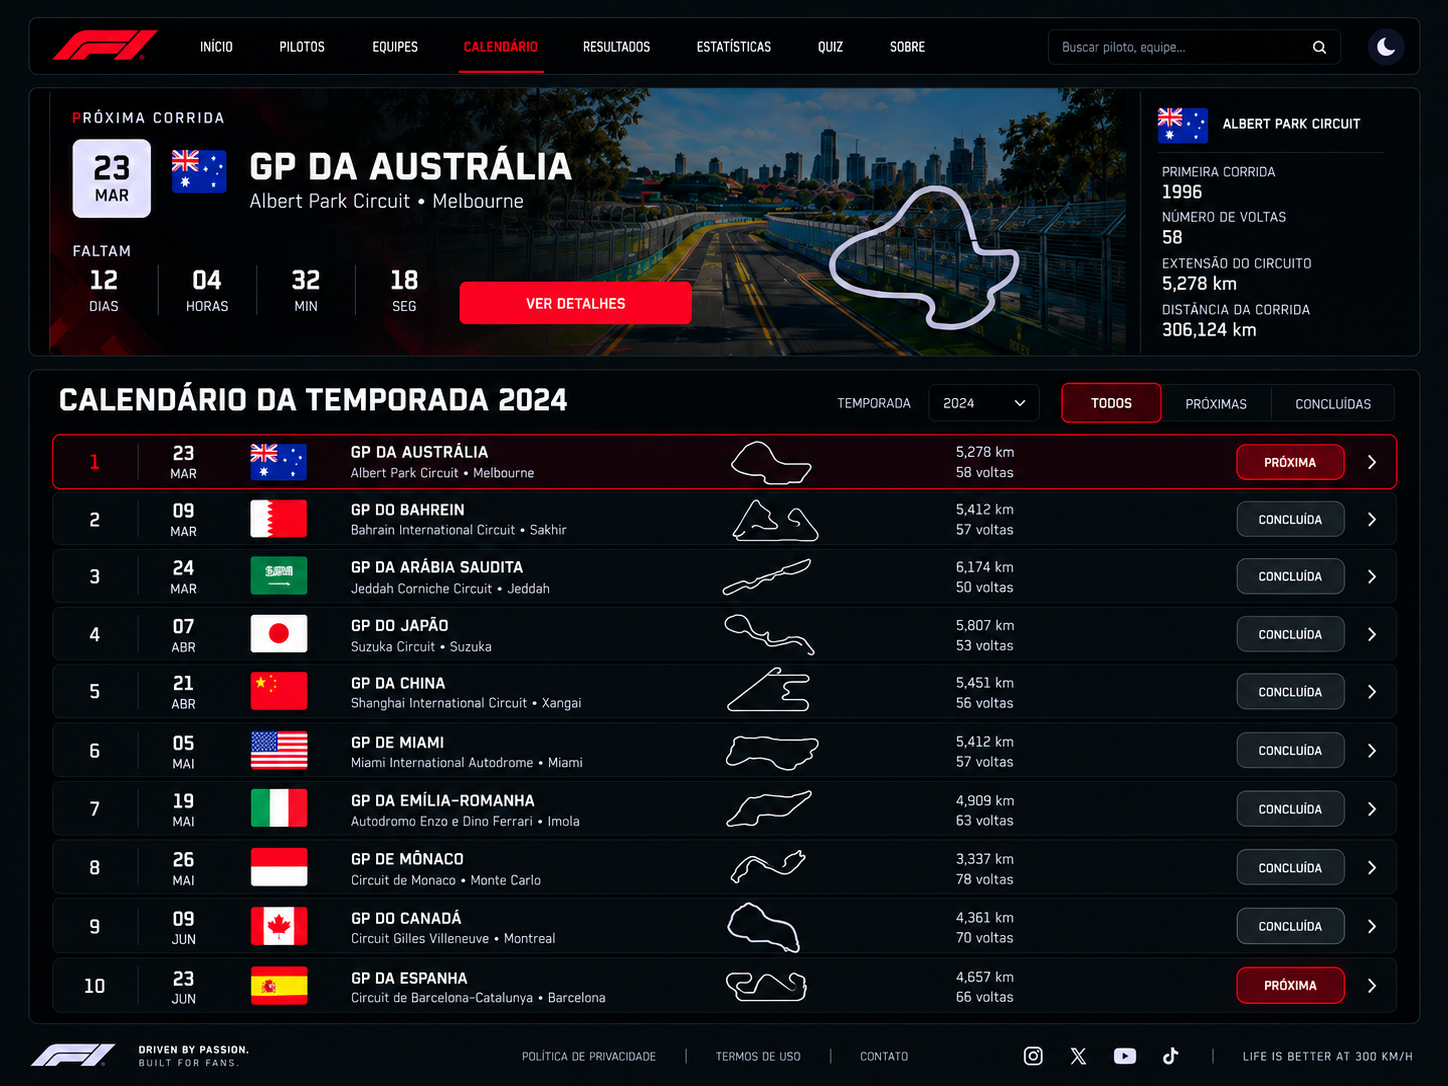 F1
INÍCIO PILOTOS EQUIPES CALENDÁRIO RESULTADOS ESTATÍSTICAS QUIZ SOBRE
Buscar piloto, equipe...
PRÓXIMA CORRIDA
23
MAR
GP DA AUSTRÁLIA
Albert Park Circuit • Melbourne
FALTAM
12 04 32 18
DIAS HORAS MIN SEG
VER DETALHES
ALBERT PARK CIRCUIT
PRIMEIRA CORRIDA
1996
NÚMERO DE VOLTAS
58
EXTENSÃO DO CIRCUITO
5,278 km
DISTÂNCIA DA CORRIDA
306,124 km
CALENDÁRIO DA TEMPORADA 2024
TEMPORADA 2024 TODOS PRÓXIMAS CONCLUÍDAS
1 23 MAR
GP DA AUSTRÁLIA
Albert Park Circuit • Melbourne
5,278 km
58 voltas
PRÓXIMA
2 09 MAR
GP DO BAHREIN
Bahrain International Circuit • Sakhir
5,412 km
57 voltas
CONCLUÍDA
3 24 MAR
GP DA ARÁBIA SAUDITA
Jeddah Corniche Circuit • Jeddah
6,174 km
50 voltas
CONCLUÍDA
4 07 ABR
GP DO JAPÃO
Suzuka Circuit • Suzuka
5,807 km
53 voltas
CONCLUÍDA
5 21 ABR
GP DA CHINA
Shanghai International Circuit • Xangai
5,451 km
56 voltas
CONCLUÍDA
6 05 MAI
GP DE MIAMI
Miami International Autodrome • Miami
5,412 km
57 voltas
CONCLUÍDA
7 19 MAI
GP DA EMÍLIA-ROMANHA
Autodromo Enzo e Dino Ferrari • Imola
4,909 km
63 voltas
CONCLUÍDA
8 26 MAI
GP DE MÔNACO
Circuit de Monaco • Monte Carlo
3,337 km
78 voltas
CONCLUÍDA
9 09 JUN
GP DO CANADÁ
Circuit Gilles Villeneuve • Montreal
4,361 km
70 voltas
CONCLUÍDA
10 23 JUN
GP DA ESPANHA
Circuit de Barcelona-Catalunya • Barcelona
4,657 km
66 voltas
PRÓXIMA
F1
DRIVEN BY PASSION.
BUILT FOR FANS.
POLÍTICA DE PRIVACIDADE TERMOS DE USO CONTATO
LIFE IS BETTER AT 300 KM/H